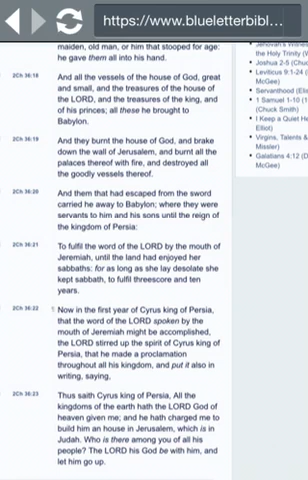 https://www.blueletterbibl...
maiden, old man, or him that stooped for age:
he gave them all into his hand.
2Ch 36:18
And all the vessels of the house of God, great
and small, and the treasures of the house of
the LORD, and the treasures of the king, and
of his princes; all these he brought to
Babylon.
2Ch 36:19
And they burnt the house of God, and brake
down the wall of Jerusalem, and burnt all the
palaces thereof with fire, and destroyed all
the goodly vessels thereof.
2Ch 36:20
And them that had escaped from the sword
carried he away to Babylon; where they were
servants to him and his sons until the reign of
the kingdom of Persia:
2Ch 36:21
To fulfil the word of the LORD by the mouth of
Jeremiah, until the land had enjoyed her
sabbaths: for as long as she lay desolate she
kept sabbath, to fulfil threescore and ten
years.
2Ch 36:22
¶ Now in the first year of Cyrus king of Persia,
that the word of the LORD spoken by the
mouth of Jeremiah might be accomplished,
the LORD stirred up the spirit of Cyrus king of
Persia, that he made a proclamation
throughout all his kingdom, and put it also in
writing, saying,
2Ch 36:23
Thus saith Cyrus king of Persia, All the
kingdoms of the earth hath the LORD God of
heaven given me; and he hath charged me to
build him an house in Jerusalem, which is in
Judah. Who is there among you of all his
people? The LORD his God be with him, and
let him go up.
the Holy Trinity (W
Joshua 2-5 (Chuc
Leviticus 9:1-24 (
McGee)
Servanthood (Elis
1 Samuel 1-10 (1
(Chuck Smith)
I Keep a Quiet He
Elliot)
Virgins, Talents &
Missler)
Galatians 4:12 (D
McGee)